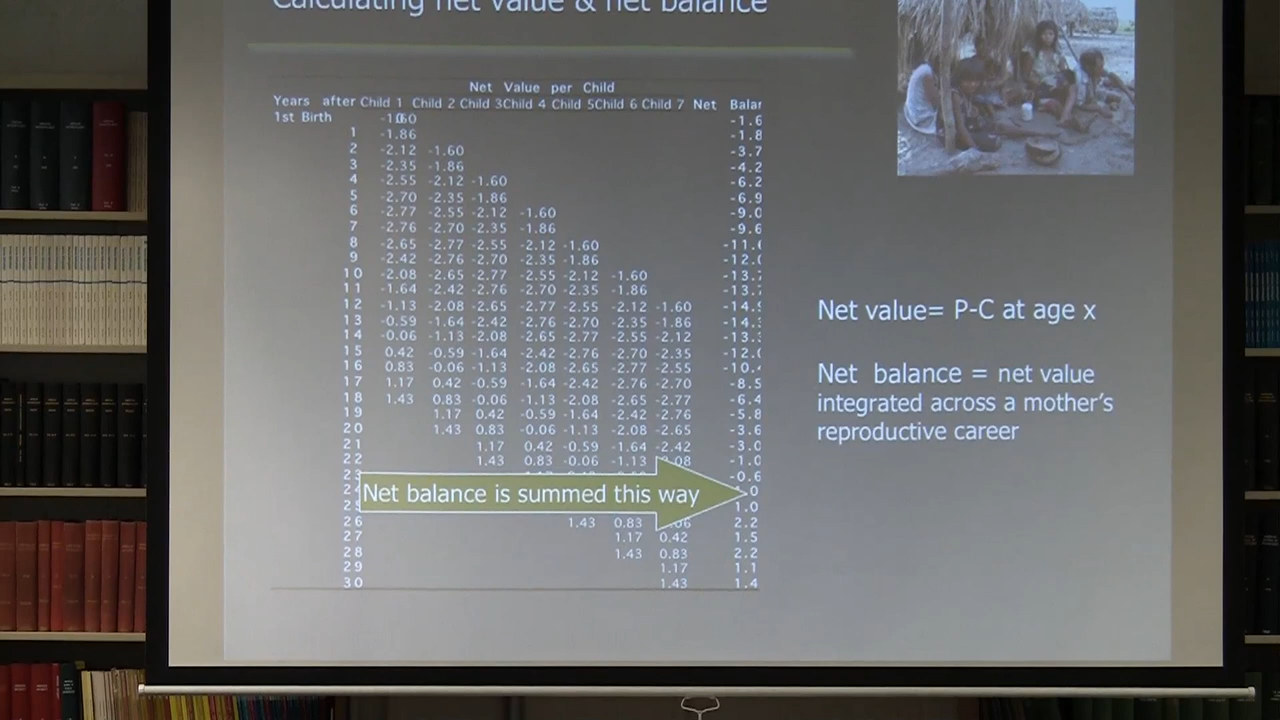 Calculating net value & net balance
Net Value per Child
Years after Child 1 Child 2 Child 3 Child 4 Child 5 Child 6 Child 7 Net Balar
1st Birth -1.60 -1.6
1 -1.86 -1.8
2 -2.12 -1.60 -3.7
3 -2.35 -1.86 -4.2
4 -2.55 -2.12 -1.60 -6.2
5 -2.70 -2.35 -1.86 -6.9
6 -2.77 -2.55 -2.12 -1.60 -9.0
7 -2.76 -2.70 -2.35 -1.86 -9.6
8 -2.65 -2.77 -2.55 -2.12 -1.60 -11.6
9 -2.42 -2.76 -2.70 -2.35 -1.86 -12.0
10 -2.08 -2.65 -2.77 -2.55 -2.12 -1.60 -13.7
11 -1.64 -2.42 -2.76 -2.70 -2.35 -1.86 -13.7
12 -1.13 -2.08 -2.65 -2.77 -2.55 -2.12 -1.60 -14.9
13 -0.59 -1.64 -2.42 -2.76 -2.70 -2.35 -1.86 -14.3
14 -0.06 -1.13 -2.08 -2.65 -2.77 -2.55 -2.12 -13.3
15 0.42 -0.59 -1.64 -2.42 -2.76 -2.70 -2.35 -12.0
16 0.83 -0.06 -1.13 -2.08 -2.65 -2.77 -2.55 -10.4
17 1.17 0.42 -0.59 -1.64 -2.42 -2.76 -2.70 -8.5
18 1.43 0.83 -0.06 -1.13 -2.08 -2.65 -2.77 -6.4
19 1.17 0.42 -0.59 -1.64 -2.42 -2.76 -5.8
20 1.43 0.83 -0.06 -1.13 -2.08 -2.65 -3.6
21 1.17 0.42 -0.59 -1.64 -2.42 -3.0
22 1.43 0.83 -0.06 -1.13 -1.0
23 -0.6
Net balance is summed this way
1.0
26 1.43 0.83 2.2
27 1.17 0.42 1.5
28 1.43 0.83 2.2
29 1.17 1.1
30 1.43 1.4
Net value= P-C at age x
Net balance = net value
integrated across a mother's
reproductive career